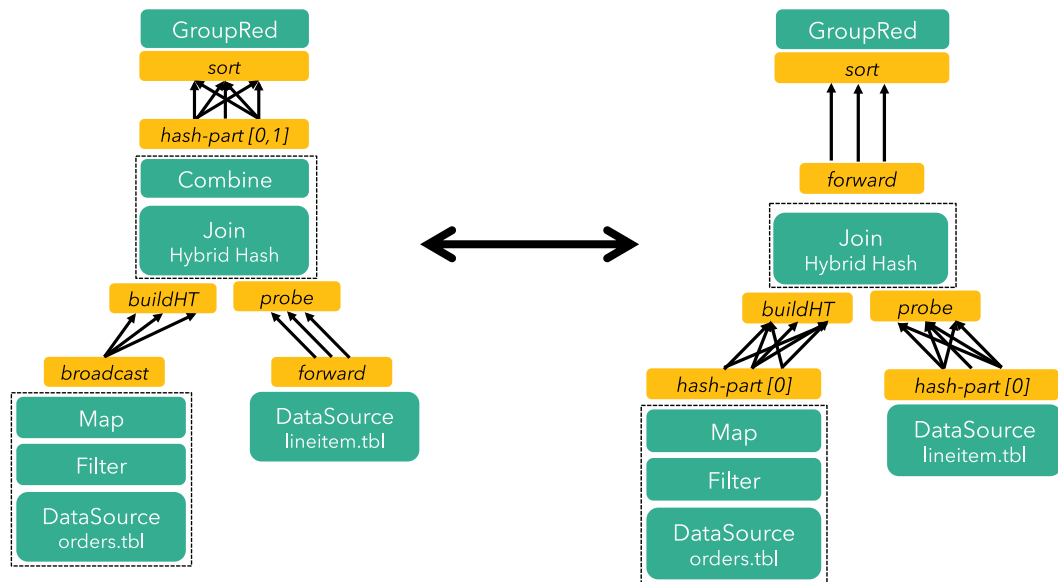 GroupRed
sort
hash-part [0,1]
Combine
Join
Hybrid Hash
buildHT
probe
broadcast
forward
Map
Filter
DataSource
orders.tbl
DataSource
lineitem.tbl
GroupRed
sort
forward
Join
Hybrid Hash
buildHT
probe
hash-part [0]
hash-part [0]
Map
Filter
DataSource
orders.tbl
DataSource
lineitem.tbl